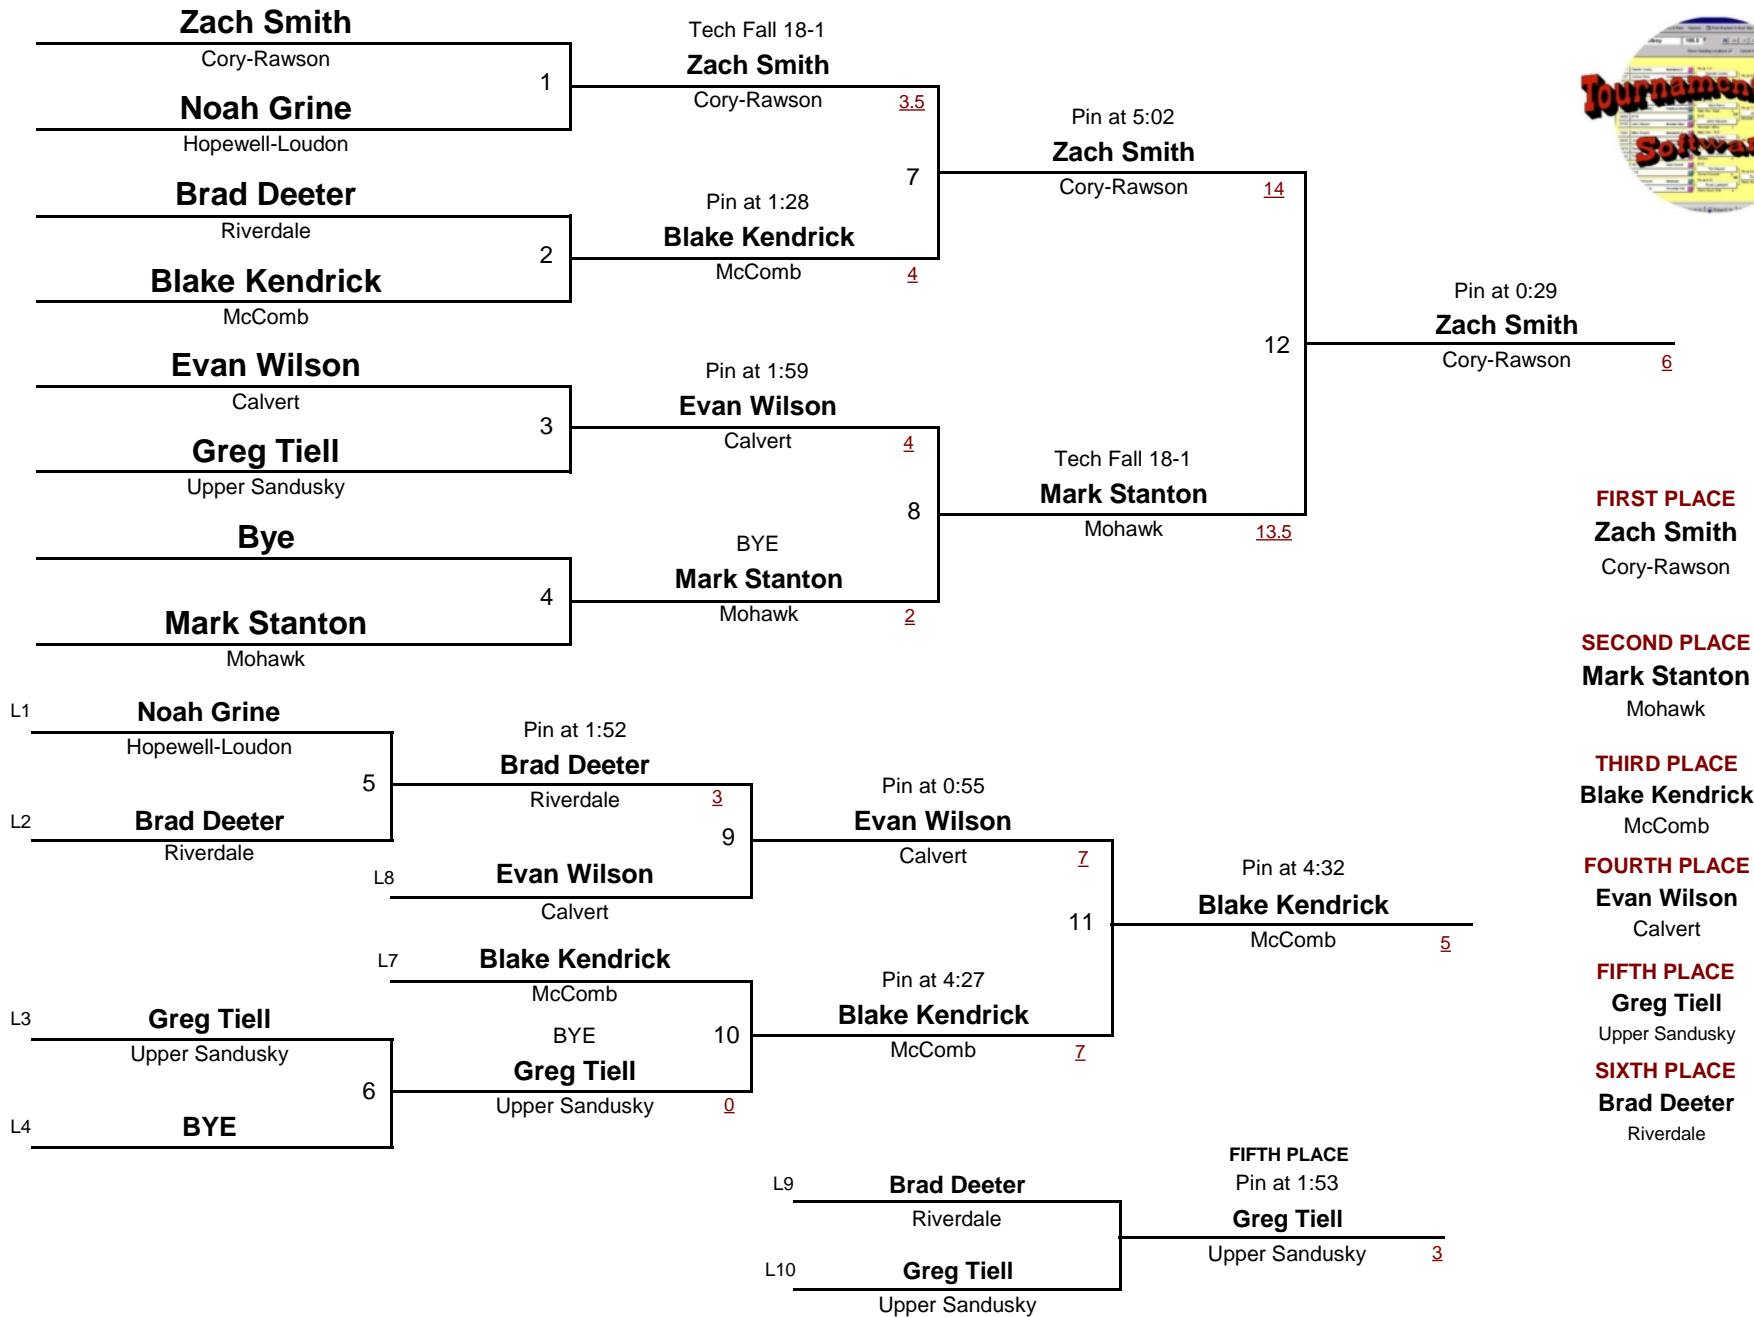 Zach Smith
Cory-Rawson
1
Noah Grine
Hopewell-Loudon
Brad Deeter
Riverdale
2
Blake Kendrick
McComb
Evan Wilson
Calvert
3
Greg Tiell
Upper Sandusky
Bye
4
Mark Stanton
Mohawk
Tech Fall 18-1
Zach Smith
Cory-Rawson 3.5
7
Pin at 1:28
Blake Kendrick
McComb 4
Pin at 1:59
Evan Wilson
Calvert 4
8
BYE
Mark Stanton
Mohawk 2
Pin at 5:02
Zach Smith
Cory-Rawson 14
12
Tech Fall 18-1
Mark Stanton
Mohawk 13.5
Pin at 0:29
Zach Smith
Cory-Rawson 6
L1 Noah Grine
Hopewell-Loudon
5
L2 Brad Deeter
Riverdale
Pin at 1:52
Brad Deeter
Riverdale 3
9
L8 Evan Wilson
Calvert
L7 Blake Kendrick
McComb
L3 Greg Tiell
Upper Sandusky
6
L4 BYE
BYE
10
Greg Tiell
Upper Sandusky 0
Pin at 0:55
Evan Wilson
Calvert 7
11
Pin at 4:27
Blake Kendrick
McComb 7
Pin at 4:32
Blake Kendrick
McComb 5
FIFTH PLACE
L9 Brad Deeter
Riverdale
L10 Greg Tiell
Upper Sandusky
Pin at 1:53
Greg Tiell
Upper Sandusky 3
Software
FIRST PLACE
Zach Smith
Cory-Rawson
SECOND PLACE
Mark Stanton
Mohawk
THIRD PLACE
Blake Kendrick
McComb
FOURTH PLACE
Evan Wilson
Calvert
FIFTH PLACE
Greg Tiell
Upper Sandusky
SIXTH PLACE
Brad Deeter
Riverdale